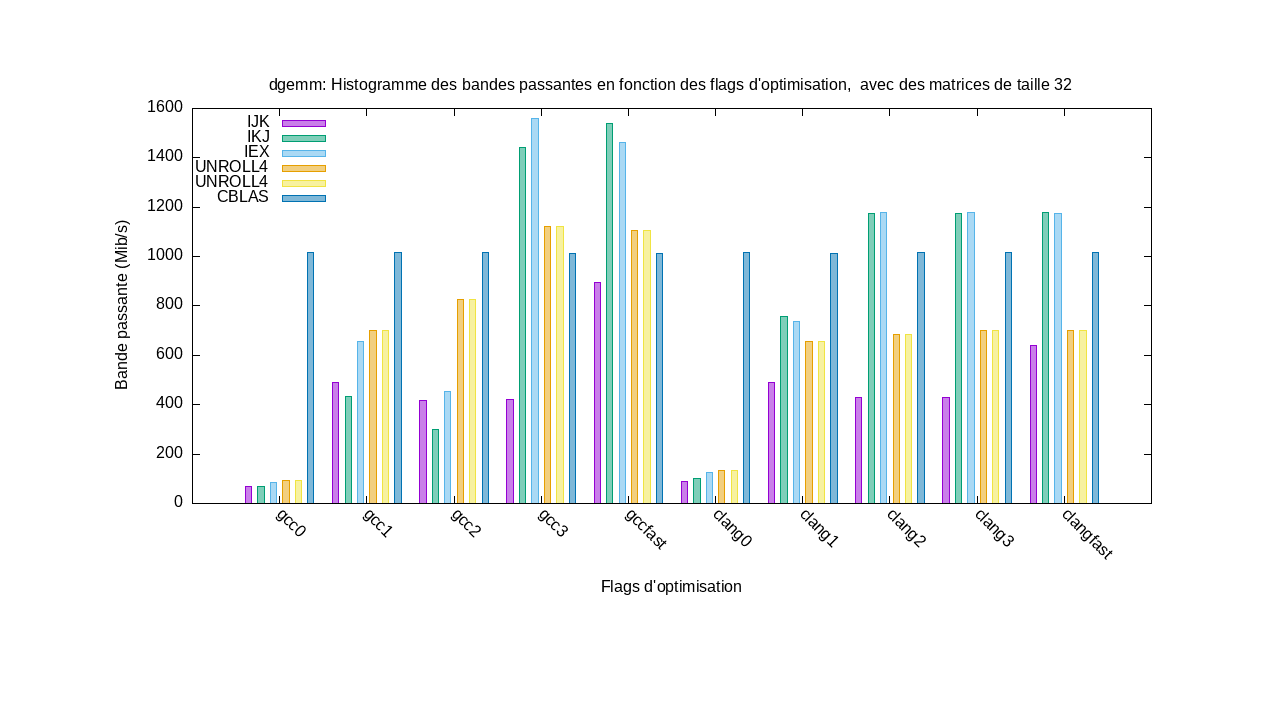 dgemm: Histogramme des bandes passantes en fonction des flags d'optimisation,  avec des matrices de taille 32
1600
1400
1200
1000
800
600
400
200
0
Bande passante (Mib/s)
IJK
IKJ
IEX
UNROLL4
UNROLL4
CBLAS
gcc0
gcc1
gcc2
gcc3
gccfast
clang0
clang1
clang2
clang3
clangfast
Flags d'optimisation